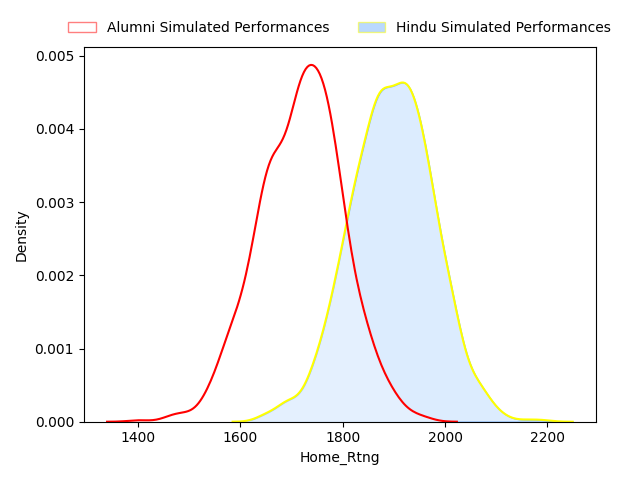 Alumni Simulated Performances Hindu Simulated Performances
0.005
0.004
0.003
0.002
0.001
0.000
Density
1400 1600 1800 2000 2200
Home_Rtng